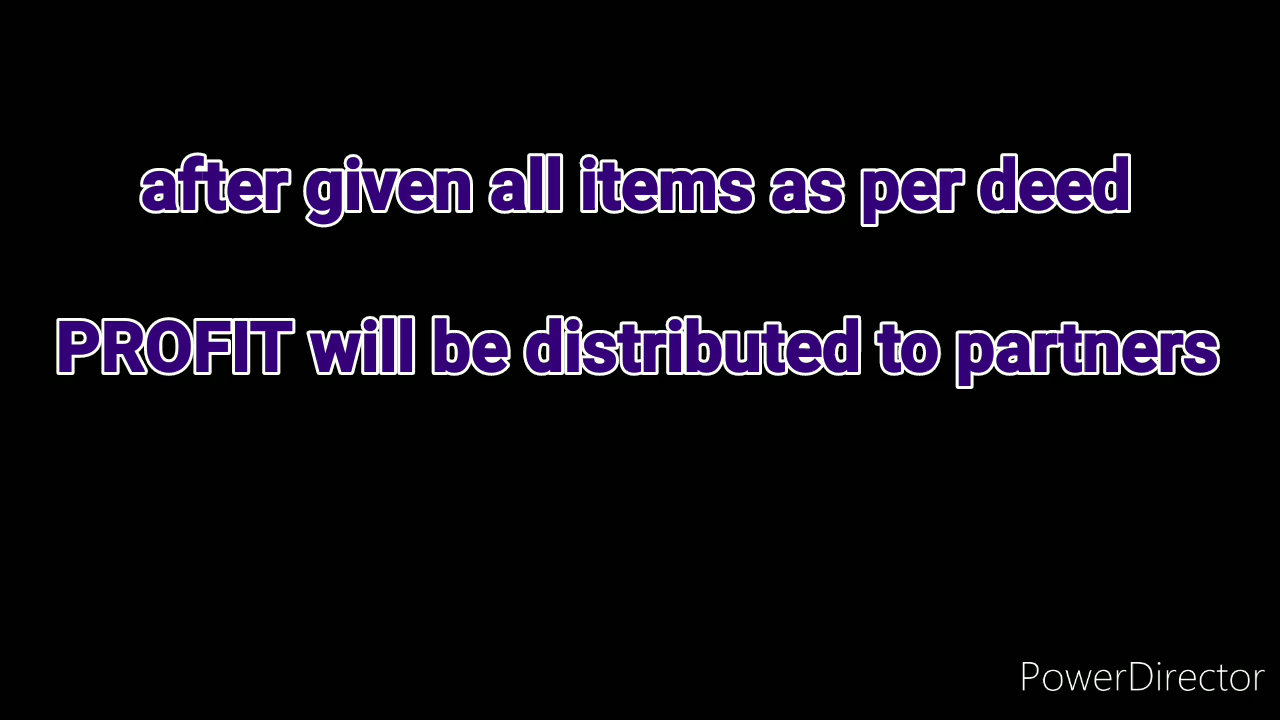 after given all items as per deed
PROFIT will be distributed to partners
PowerDirector